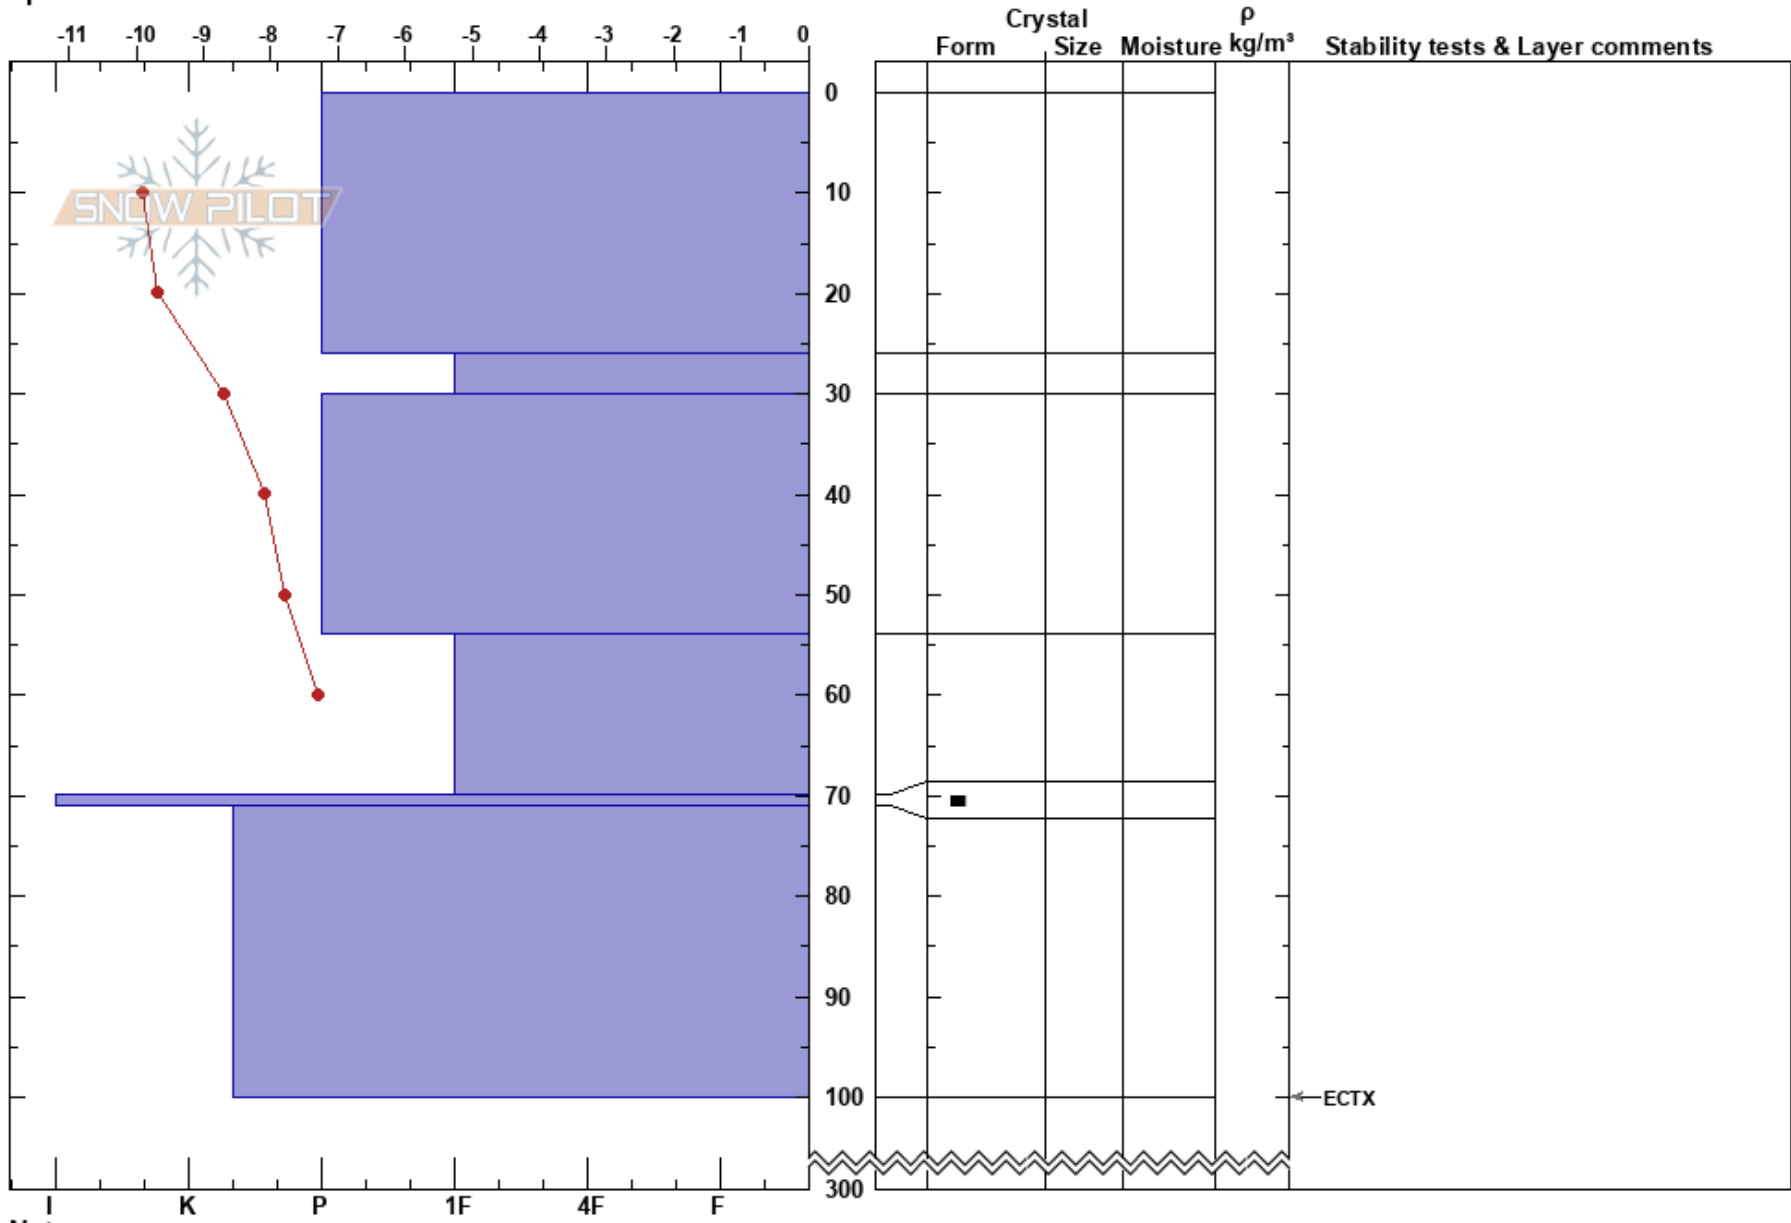 Crystal ρ
-11 -10 -9 -8 -7 -6 -5 -4 -3 -2 -1 0 Form Size Moisture kg/m³ Stability tests & Layer comments
0
10
SNOW PILOT
20
30
40
50
60
70
80
90
100 ECTX
300
I K P 1F 4F F